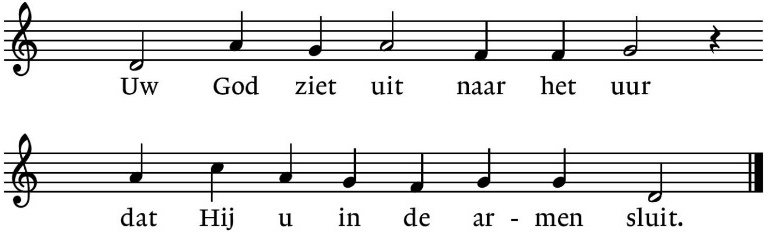 Uw God ziet uit naar het uur
dat Hij u in de ar - men sluit.